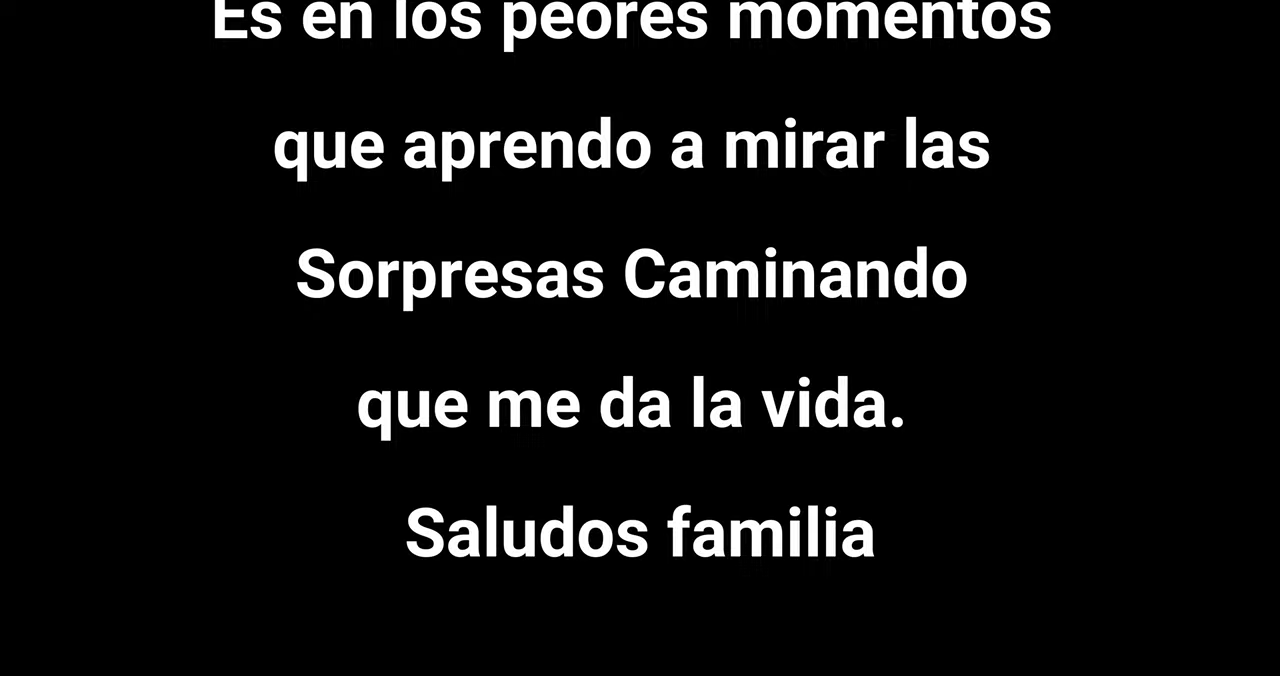 Es en los peores momentos
que aprendo a mirar las
Sorpresas Caminando
que me da la vida.
Saludos familia